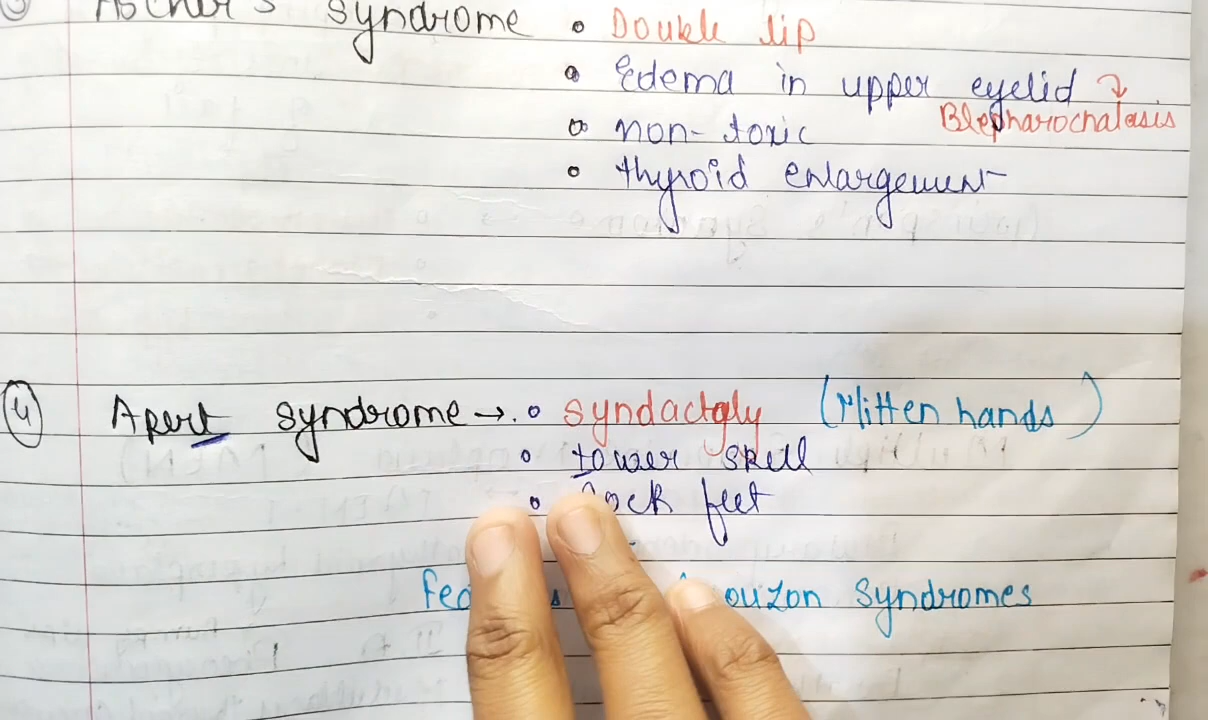 syndrome • Double lip
• Edema in upper eyelid ↴
Blepharochalasis
• non-toxic
• thyroid enlargement
4 Apert syndrome →. • syndactyly (Mitten hands)
• tower skull
• feet
ouzon syndromes